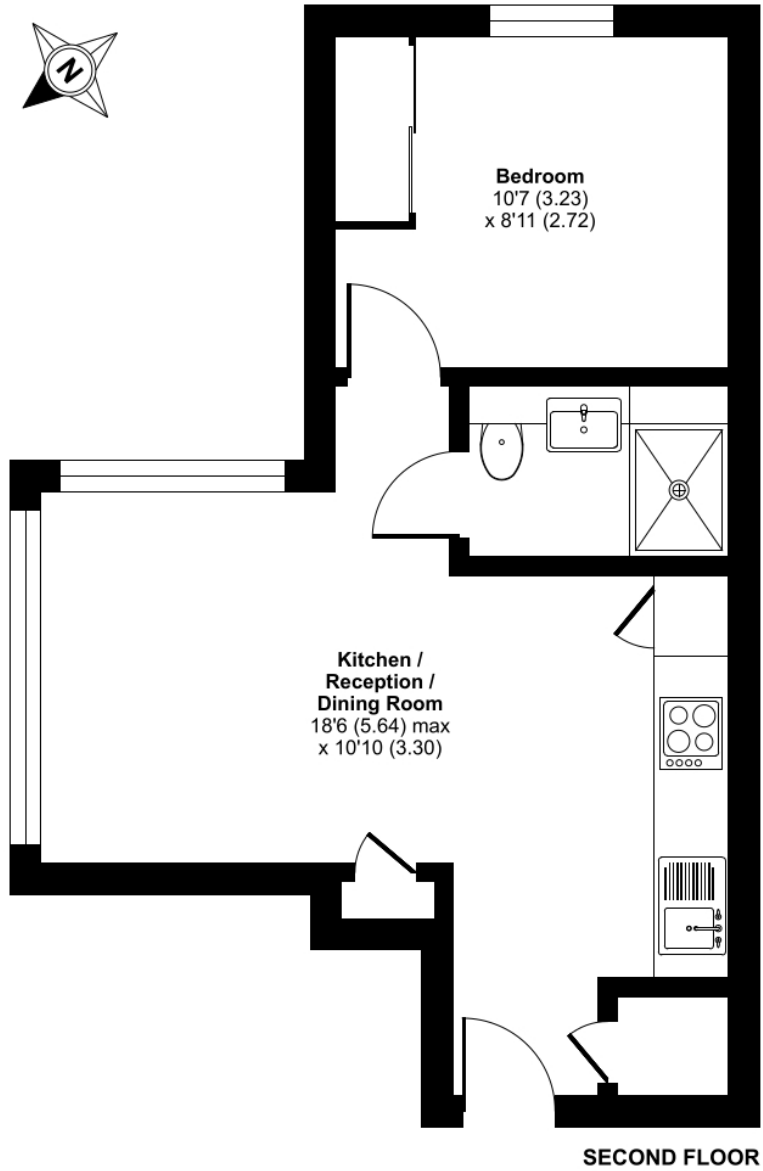 N
Bedroom
10'7 (3.23)
x 8'11 (2.72)
Kitchen /
Reception /
Dining Room
18'6 (5.64) max
x 10'10 (3.30)
SECOND FLOOR